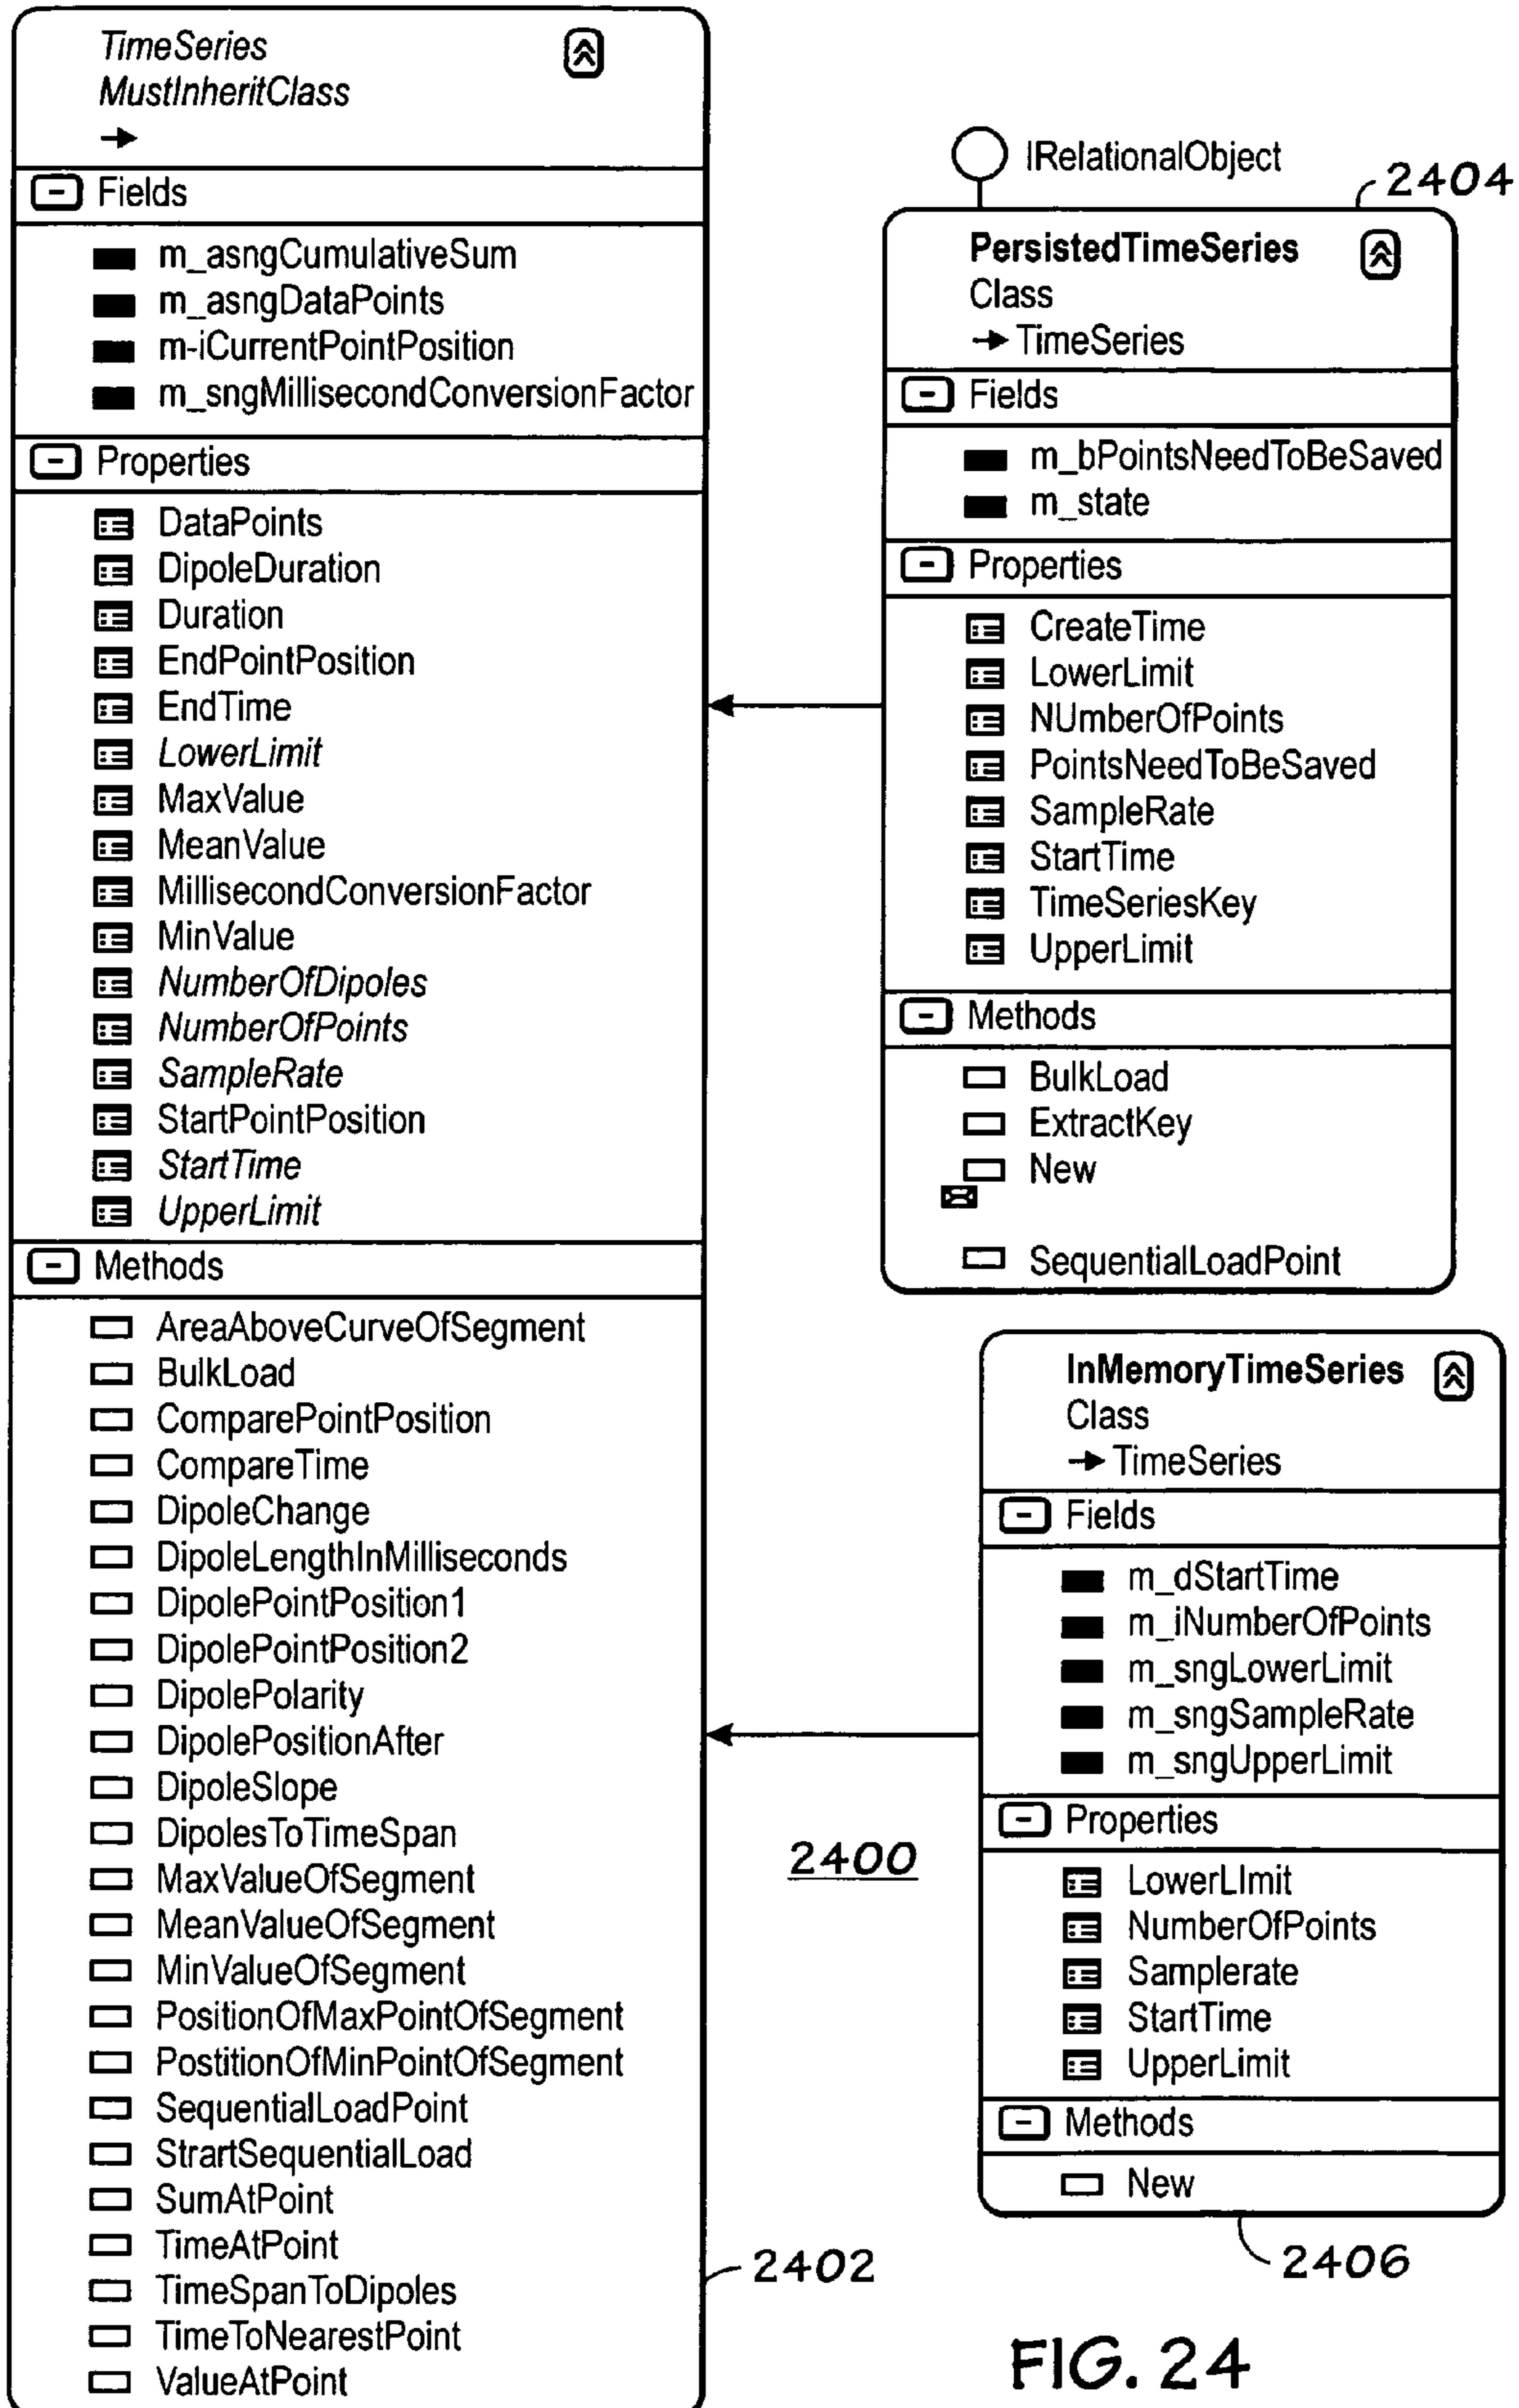 TimeSeries
MustInheritClass
Fields
m_asngCumulativeSum
m_asngDataPoints
m-iCurrentPointPosition
m_sngMillisecondConversionFactor
Properties
DataPoints
DipoleDuration
Duration
EndPointPosition
EndTime
LowerLimit
MaxValue
MeanValue
MillisecondConversionFactor
MinValue
NumberOfDipoles
NumberOfPoints
SampleRate
StartPointPosition
StartTime
UpperLimit
Methods
AreaAboveCurveOfSegment
BulkLoad
ComparePointPosition
CompareTime
DipoleChange
DipoleLengthInMilliseconds
DipolePointPosition1
DipolePointPosition2
DipolePolarity
DipolePositionAfter
DipoleSlope
DipolesToTimeSpan
MaxValueOfSegment
MeanValueOfSegment
MinValueOfSegment
PositionOfMaxPointOfSegment
PostitionOfMinPointOfSegment
SequentialLoadPoint
StrartSequentialLoad
SumAtPoint
TimeAtPoint
TimeSpanToDipoles
TimeToNearestPoint
ValueAtPoint
2402
IRelationalObject
2404
PersistedTimeSeries
Class
TimeSeries
Fields
m_bPointsNeedToBeSaved
m_state
Properties
CreateTime
LowerLimit
NUmberOfPoints
PointsNeedToBeSaved
SampleRate
StartTime
TimeSeriesKey
UpperLimit
Methods
BulkLoad
ExtractKey
New
SequentialLoadPoint
InMemoryTimeSeries
Class
TimeSeries
Fields
m_dStartTime
m_iNumberOfPoints
m_sngLowerLimit
m_sngSampleRate
m_sngUpperLimit
Properties
LowerLImit
NumberOfPoints
Samplerate
StartTime
UpperLimit
Methods
New
2406
2400
FIG. 24